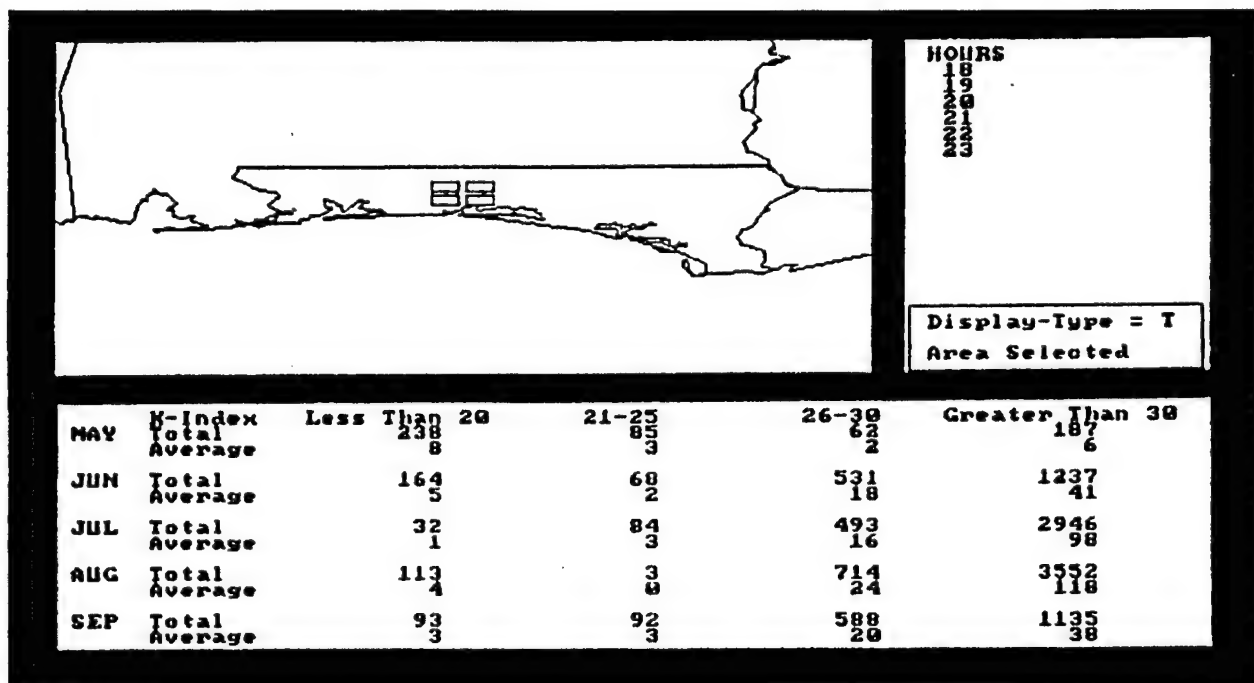 HOURS
18
19
20
21
22
23
Display-Type = T
Area Selected
K-Index Less Than 20 21-25 26-30 Greater Than 30
MAY Total 238 85 62 187
Average 8 3 2 6
JUN Total 164 68 531 1237
Average 5 2 18 41
JUL Total 32 84 493 2946
Average 1 3 16 98
AUG Total 113 3 714 3552
Average 4 0 24 118
SEP Total 93 92 588 1135
Average 3 3 20 38